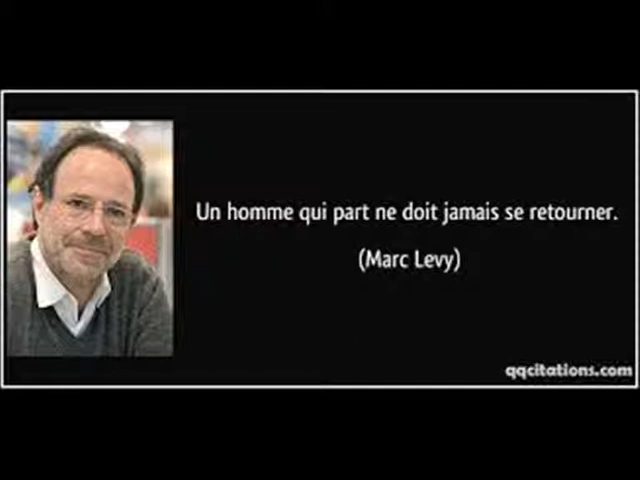 Un homme qui part ne doit jamais se retourner.
(Marc Levy)
qqcitations.com